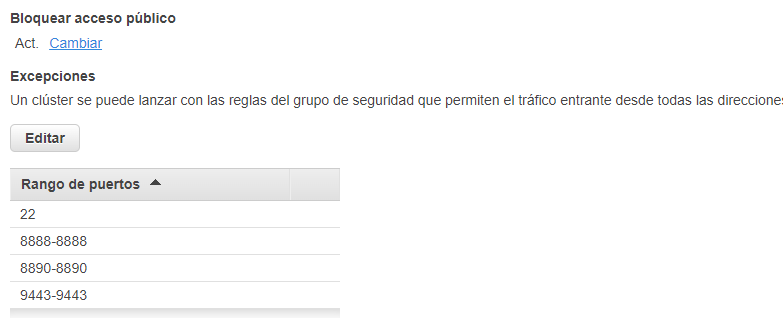 Bloquear acceso público
Act. Cambiar
Excepciones
Un clúster se puede lanzar con las reglas del grupo de seguridad que permiten el tráfico entrante desde todas las direcciones
Editar
Rango de puertos
22
8888-8888
8890-8890
9443-9443